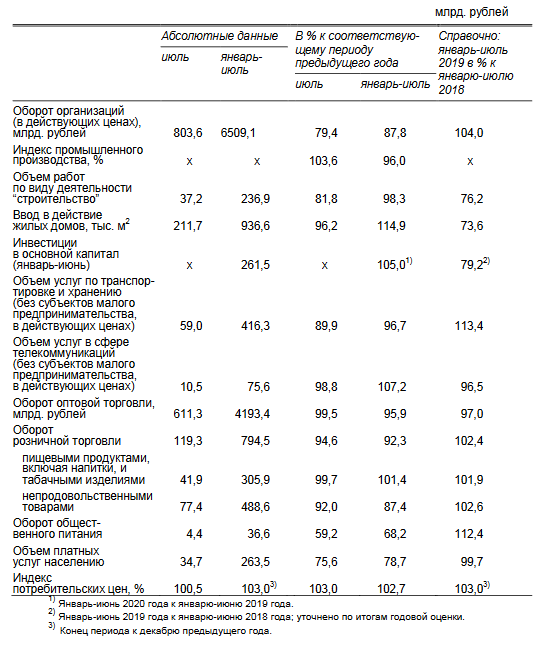 млрд. рублей
Абсолютные данные В % к соответствую- Справочно:
щему периоду январь-июль
предыдущего года 2019 в % к
июль январь- июль январь-июль январю-июлю
июль 2018
Оборот организаций
(в действующих ценах),
млрд. рублей 803,6 6509,1 79,4 87,8 104,0
Индекс промышленного
производства, % х х 103,6 96,0 х
Объем работ
по виду деятельности
“строительство” 37,2 236,9 81,8 98,3 76,2
Ввод в действие
жилых домов, тыс. м2 211,7 936,6 96,2 114,9 73,6
Инвестиции
в основной капитал
(январь-июнь) х 261,5 х 105,01) 79,22)
Объем услуг по транспор-
тировке и хранению
(без субъектов малого
предпринимательства,
в действующих ценах) 59,0 416,3 89,9 96,7 113,4
Объем услуг в сфере
телекоммуникаций
(без субъектов малого
предпринимательства,
в действующих ценах) 10,5 75,6 98,8 107,2 96,5
Оборот оптовой торговли,
млрд. рублей 611,3 4193,4 99,5 95,9 97,0
Оборот
розничной торговли 119,3 794,5 94,6 92,3 102,4
пищевыми продуктами,
включая напитки, и
табачными изделиями 41,9 305,9 99,7 101,4 101,9
непродовольственными
товарами 77,4 488,6 92,0 87,4 102,6
Оборот общест-
венного питания 4,4 36,6 59,2 68,2 112,4
Объем платных
услуг населению 34,7 263,5 75,6 78,7 99,7
Индекс
потребительских цен, % 100,5 103,03) 103,0 102,7 103,03)
1) Январь-июнь 2020 года к январю-июню 2019 года.
2) Январь-июнь 2019 года к январю-июню 2018 года; уточнено по итогам годовой оценки.
3) Конец периода к декабрю предыдущего года.